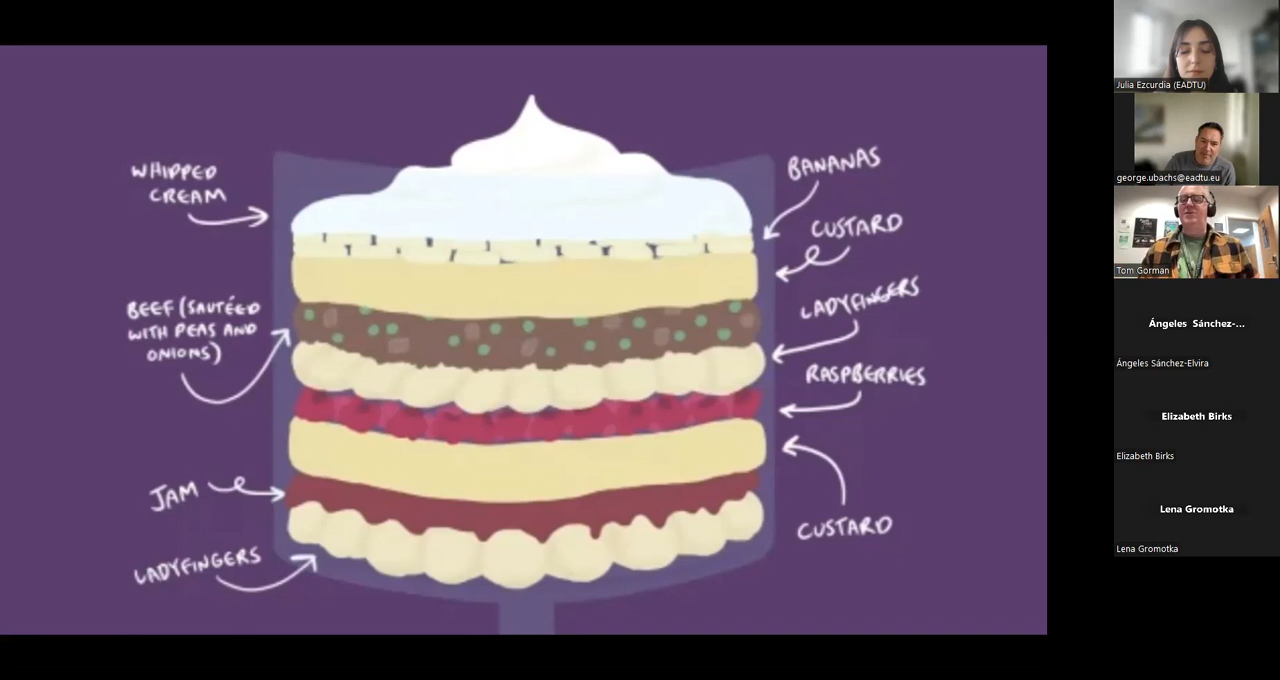 WHIPPED
CREAM
BEEF (SAUTÉED
WITH PEAS AND
ONIONS)
JAM
LADYFINGERS
BANANAS
CUSTARD
LADYFINGERS
RASPBERRIES
CUSTARD
Julia Ezcurdia (EADTU)
george.ubachs@eadtu.eu
Tom Gorman
Ángeles Sánchez-...
Ángeles Sánchez-Elvira
Elizabeth Birks
Elizabeth Birks
Lena Gromotka
Lena Gromotka